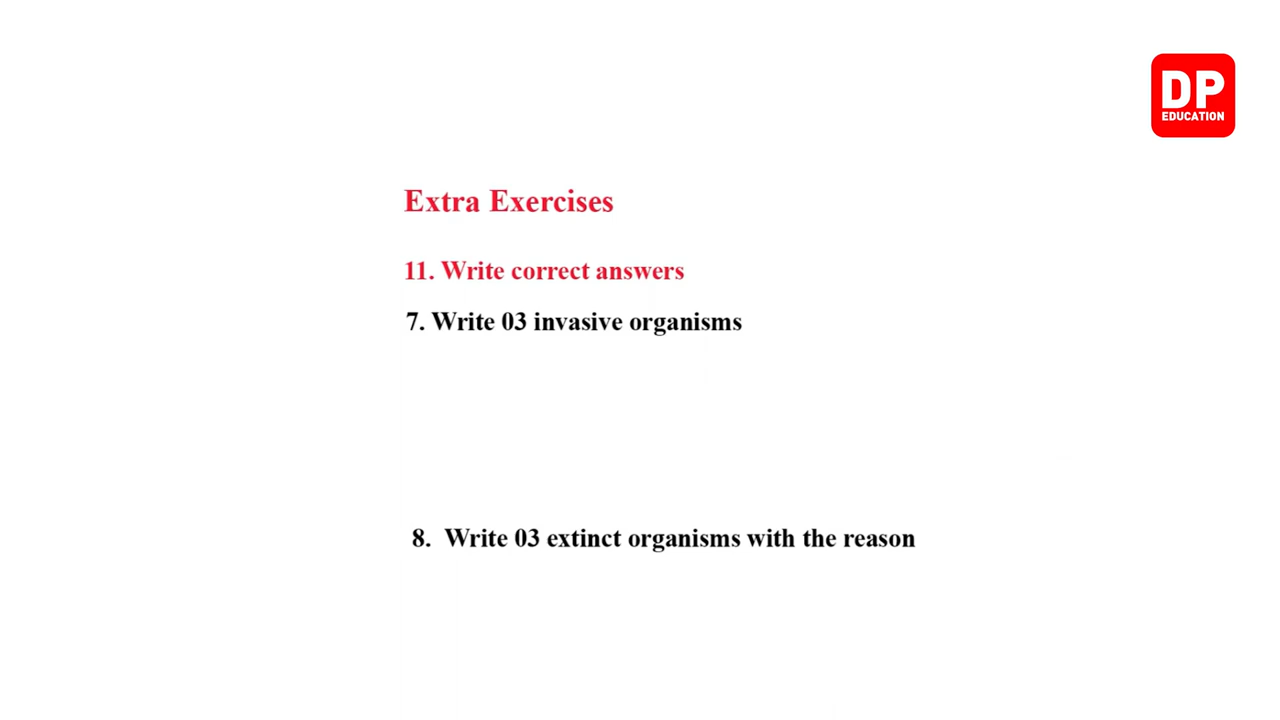 DP
EDUCATION
Extra Exercises
11. Write correct answers
7. Write 03 invasive organisms
8. Write 03 extinct organisms with the reason